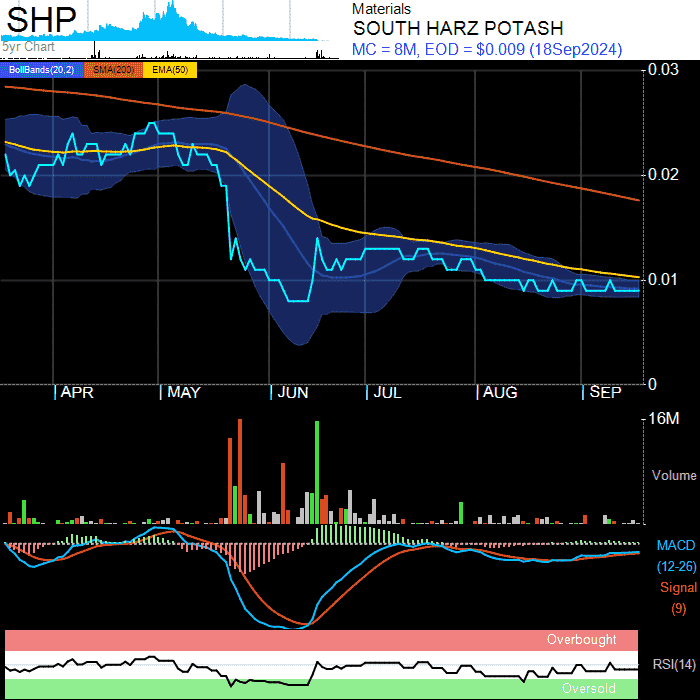 SHP
5yr Chart
Materials
SOUTH HARZ POTASH
MC = 8M, EOD = $0.009 (18Sep2024)
BollBands(20,2) SMA(200) EMA(50)
0.03
0.02
0.01
0
APR MAY JUN JUL AUG SEP
16M
Volume
MACD
(12-26)
Signal
(9)
Overbought
RSI(14)
Oversold